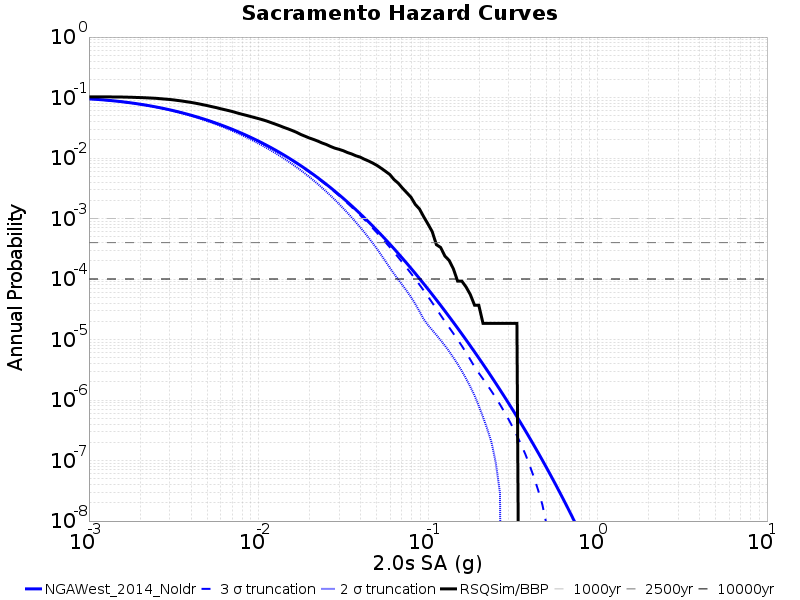 Sacramento Hazard Curves
10^0
10^-1
10^-2
10^-3
10^-4
10^-5
10^-6
10^-7
10^-8
Annual Probability
10^-3 10^-2 10^-1 10^0 10^1
2.0s SA (g)
NGAWest_2014_NoIdr 3 σ truncation 2 σ truncation RSQSim/BBP 1000yr 2500yr 10000yr